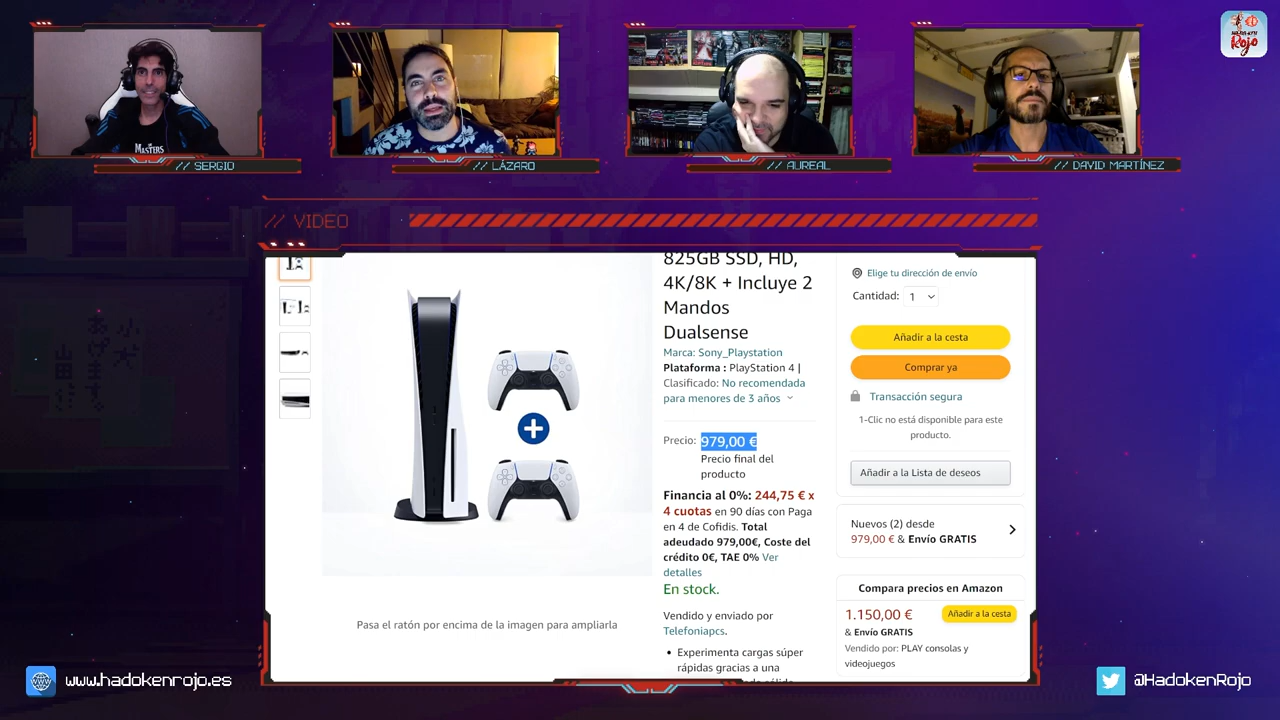 HADOKEN
Rojo
MASTERS
// SERGIO
// LÁZARO
// AUREAL
// DAVID MARTÍNEZ
// VIDEO
825GB SSD, HD,
4K/8K + Incluye 2
Mandos
Dualsense
Marca: Sony_Playstation
Plataforma : PlayStation 4 |
Clasificado: No recomendada
para menores de 3 años
Precio: 979,00 €
Precio final del
producto
Financia al 0%: 244,75 € x
4 cuotas en 90 días con Paga
en 4 de Cofidis. Total
adeudado 979,00€, Coste del
crédito 0€, TAE 0% Ver
detalles
En stock.
Vendido y enviado por
Telefoniapcs.
• Experimenta cargas súper
rápidas gracias a una
Pasa el ratón por encima de la imagen para ampliarla
Elige tu dirección de envío
Cantidad: 1
Añadir a la cesta
Comprar ya
Transacción segura
1-Clic no está disponible para este
producto.
Añadir a la Lista de deseos
Nuevos (2) desde
979,00 € & Envío GRATIS
Compara precios en Amazon
1.150,00 €
Añadir a la cesta
& Envío GRATIS
Vendido por: PLAY consolas y
videojuegos
www.hadokenrojo.es
@HadokenRojo